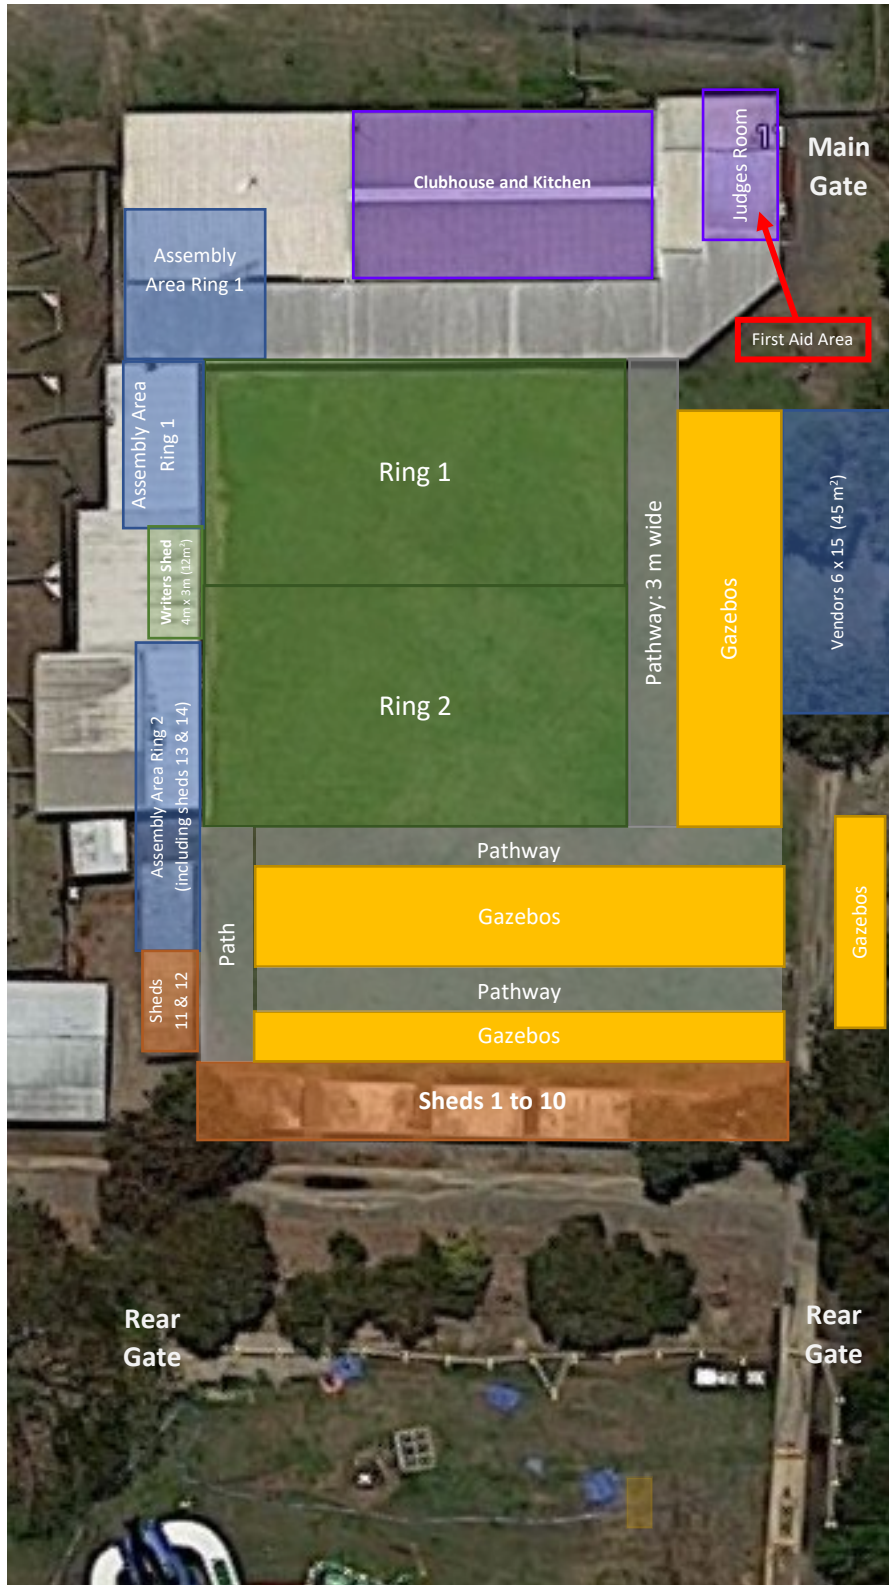 Main
Gate
Judges Room
1
Clubhouse and Kitchen
Assembly
Area Ring 1
First Aid Area
Assembly Area
Ring 1
Ring 1
Writers Shed
4m x 3m (12m²)
Pathway: 3 m wide
Gazebos
Vendors 6 x 15 (45 m²)
Ring 2
Assembly Area Ring 2
(including sheds 13 & 14)
Pathway
Gazebos
Gazebos
Path
Sheds
11 & 12
Pathway
Gazebos
Sheds 1 to 10
Rear
Gate
Rear
Gate